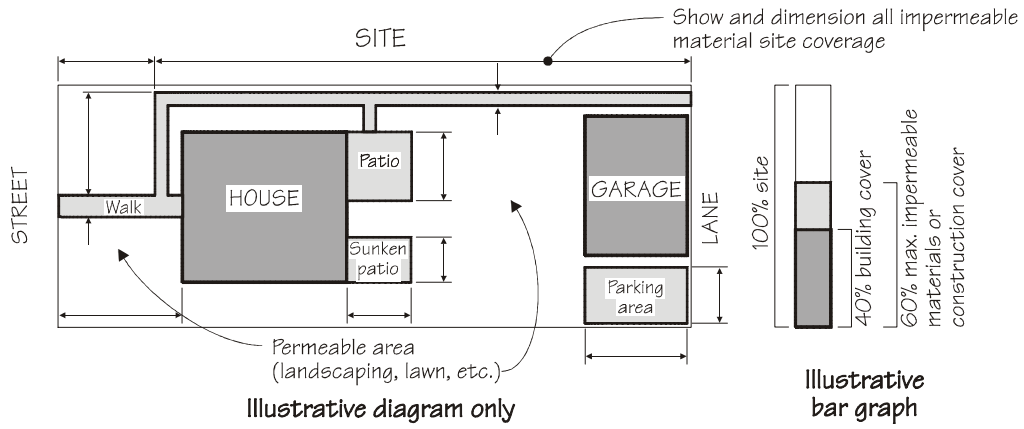 SITE
Show and dimension all impermeable
material site coverage
STREET
Walk
HOUSE
Patio
Sunken
patio
GARAGE
Parking
area
LANE
Permeable area
(landscaping, lawn, etc.)
Illustrative diagram only
100% site
40% building cover
60% max. impermeable
materials or
construction cover
Illustrative
bar graph